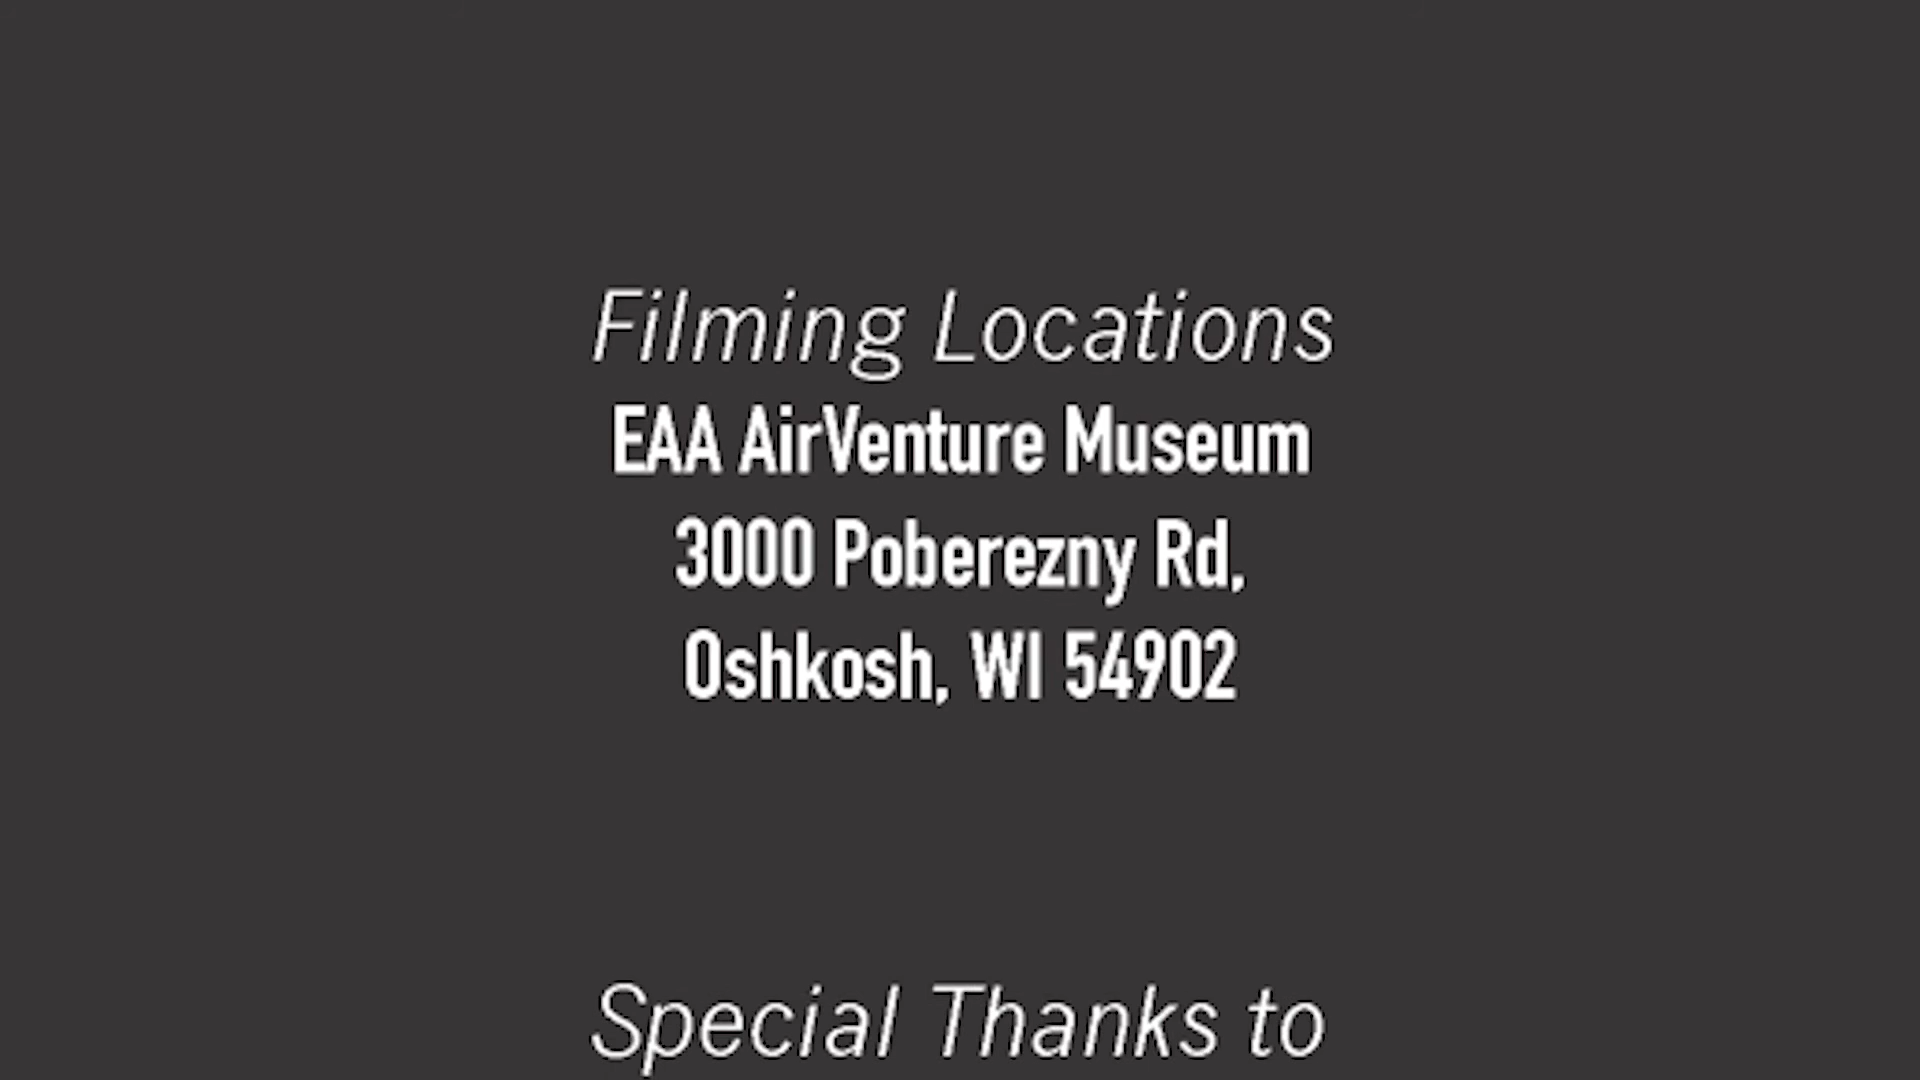 Filming Locations
EAA AirVenture Museum
3000 Poberezny Rd,
Oshkosh, WI 54902
Special Thanks to